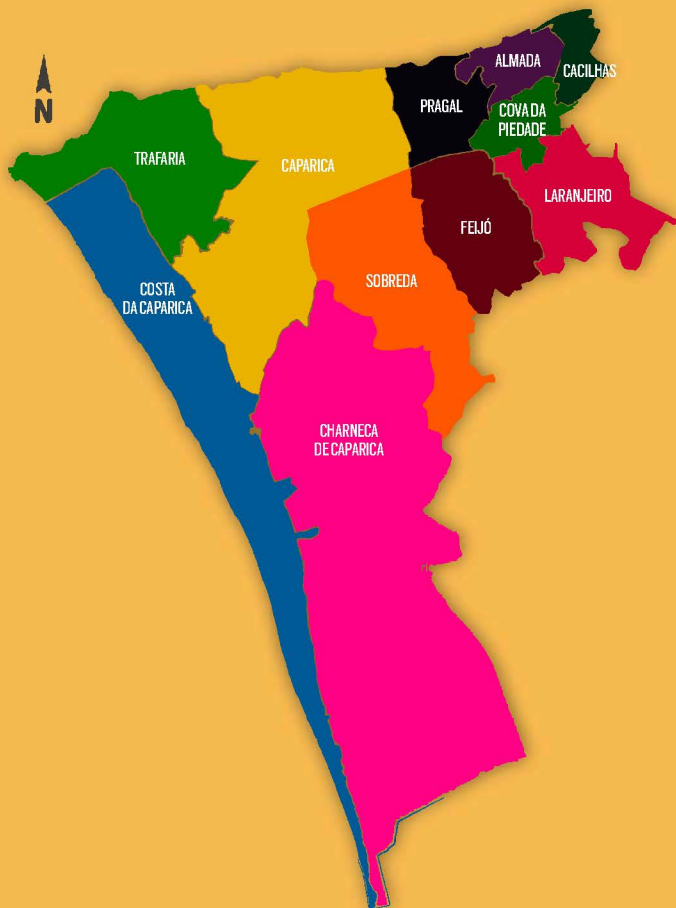 N
ALMADA
CACILHAS
PRAGAL
COVA DA
PIEDADE
TRAFARIA
CAPARICA
LARANJEIRO
FEIJÓ
SOBREDA
COSTA
DA CAPARICA
CHARNECA
DE CAPARICA